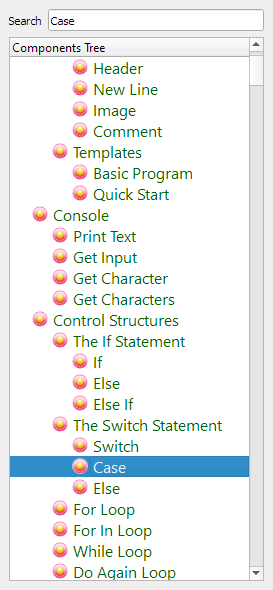 Search Case
Components Tree
Header
New Line
Image
Comment
Templates
Basic Program
Quick Start
Console
Print Text
Get Input
Get Character
Get Characters
Control Structures
The If Statement
If
Else
Else If
The Switch Statement
Switch
Case
Else
For Loop
For In Loop
While Loop
Do Again Loop